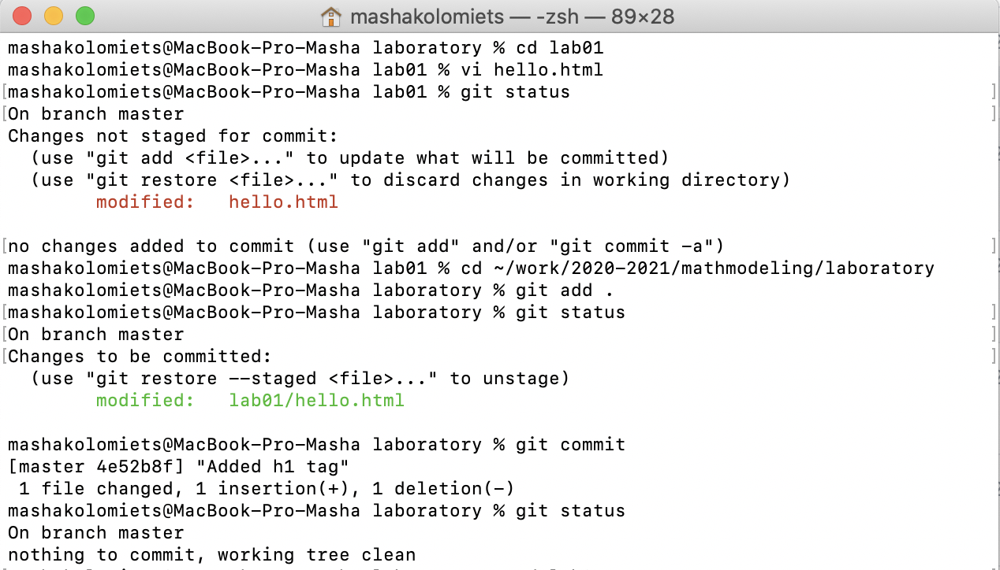 mashakolomiets — -zsh — 89×28
mashakolomiets@MacBook-Pro-Masha laboratory % cd lab01
mashakolomiets@MacBook-Pro-Masha lab01 % vi hello.html
[mashakolomiets@MacBook-Pro-Masha lab01 % git status ]
[On branch master ]
Changes not staged for commit:
  (use "git add <file>..." to update what will be committed)
  (use "git restore <file>..." to discard changes in working directory)
        modified:   hello.html
[no changes added to commit (use "git add" and/or "git commit -a") ]
mashakolomiets@MacBook-Pro-Masha lab01 % cd ~/work/2020-2021/mathmodeling/laboratory
mashakolomiets@MacBook-Pro-Masha laboratory % git add .
[mashakolomiets@MacBook-Pro-Masha laboratory % git status ]
[On branch master ]
[Changes to be committed: ]
  (use "git restore --staged <file>..." to unstage)
        modified:   lab01/hello.html
mashakolomiets@MacBook-Pro-Masha laboratory % git commit
[master 4e52b8f] "Added h1 tag"
 1 file changed, 1 insertion(+), 1 deletion(-)
mashakolomiets@MacBook-Pro-Masha laboratory % git status
On branch master
nothing to commit, working tree clean